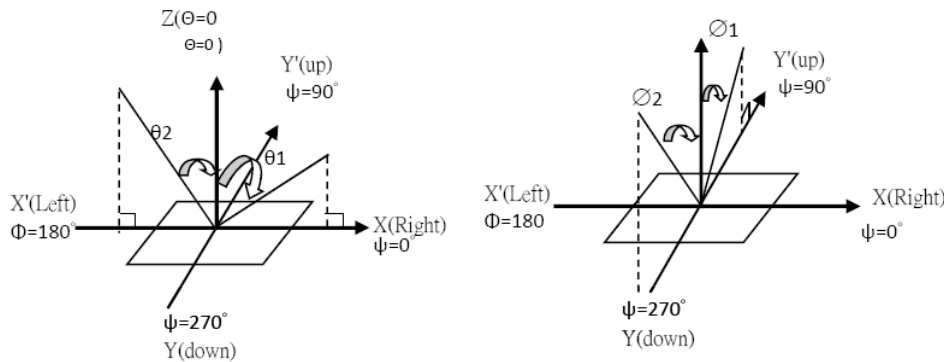 Z(Θ=0
Θ=0 )
Y'(up)
ψ=90°
θ2
θ1
X'(Left)
Φ=180°
X(Right)
ψ=0°
ψ=270°
Y(down)
∅1
Y'(up)
ψ=90°
∅2
X'(Left)
Φ=180
X(Right)
ψ=0°
ψ=270°
Y(down)